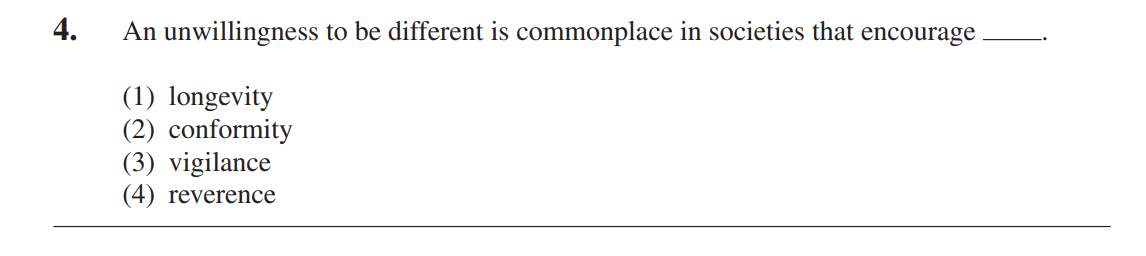 4. An unwillingness to be different is commonplace in societies that encourage _____.
(1) longevity
(2) conformity
(3) vigilance
(4) reverence